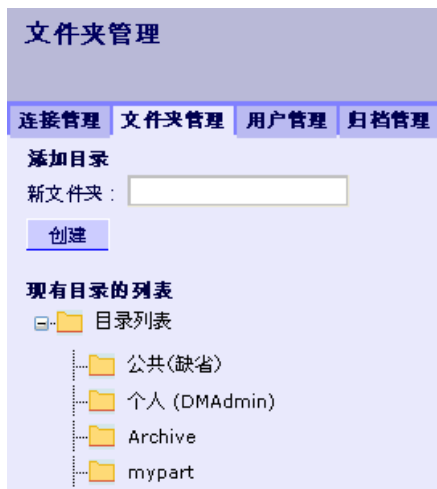 文件夹管理
连接管理 文件夹管理 用户管理 归档管理
添加目录
新文件夹:
创建
现有目录的列表
目录列表
公共(缺省)
个人 (DMAdmin)
Archive
mypart